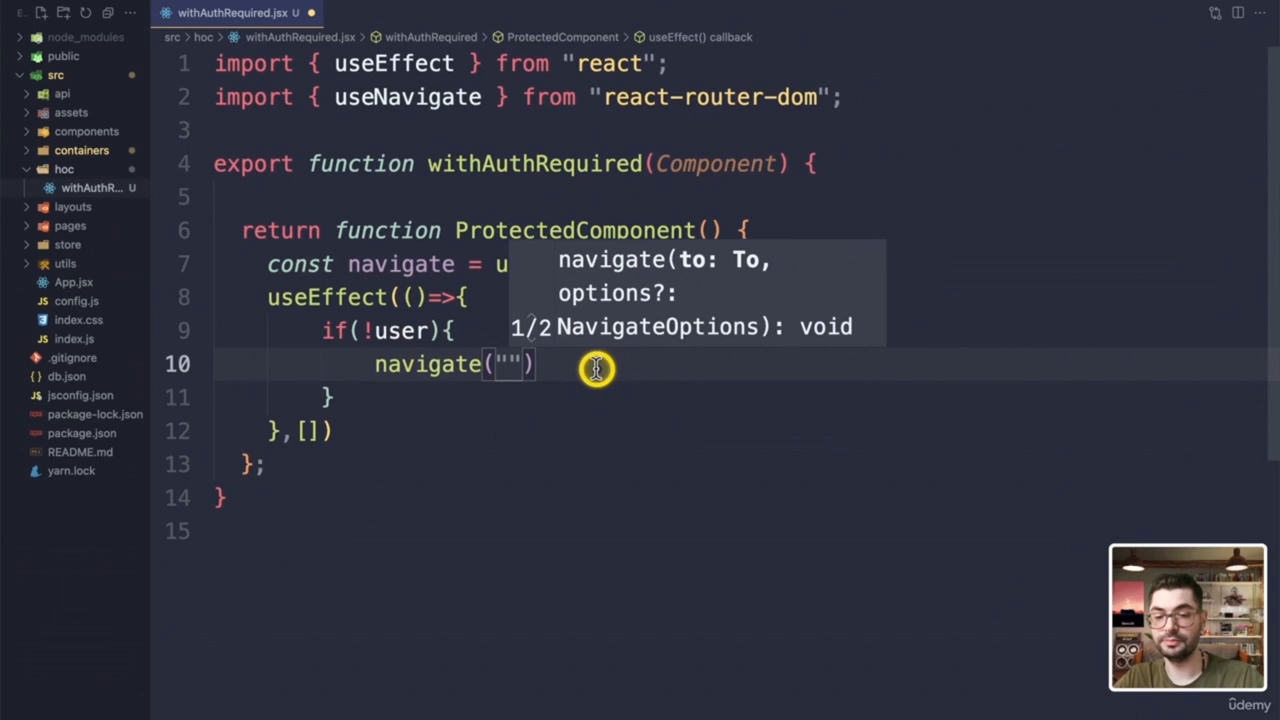 E...
withAuthRequired.jsx U
src > hoc > withAuthRequired.jsx > withAuthRequired > ProtectedComponent > useEffect() callback
node_modules
public
src
api
assets
components
containers
hoc
withAuthR... U
layouts
pages
store
utils
App.jsx
config.js
index.css
index.js
.gitignore
db.json
jsconfig.json
package-lock.json
package.json
README.md
yarn.lock
1 import { useEffect } from "react";
2 import { useNavigate } from "react-router-dom";
3
4 export function withAuthRequired(Component) {
5
6 return function ProtectedComponent() {
7 const navigate = u
8 useEffect(()=>{
9 if(!user){
10 navigate("")
11 }
12 },[])
13 };
14 }
15
navigate(to: To,
options?:
1/2 NavigateOptions): void
ûdemy